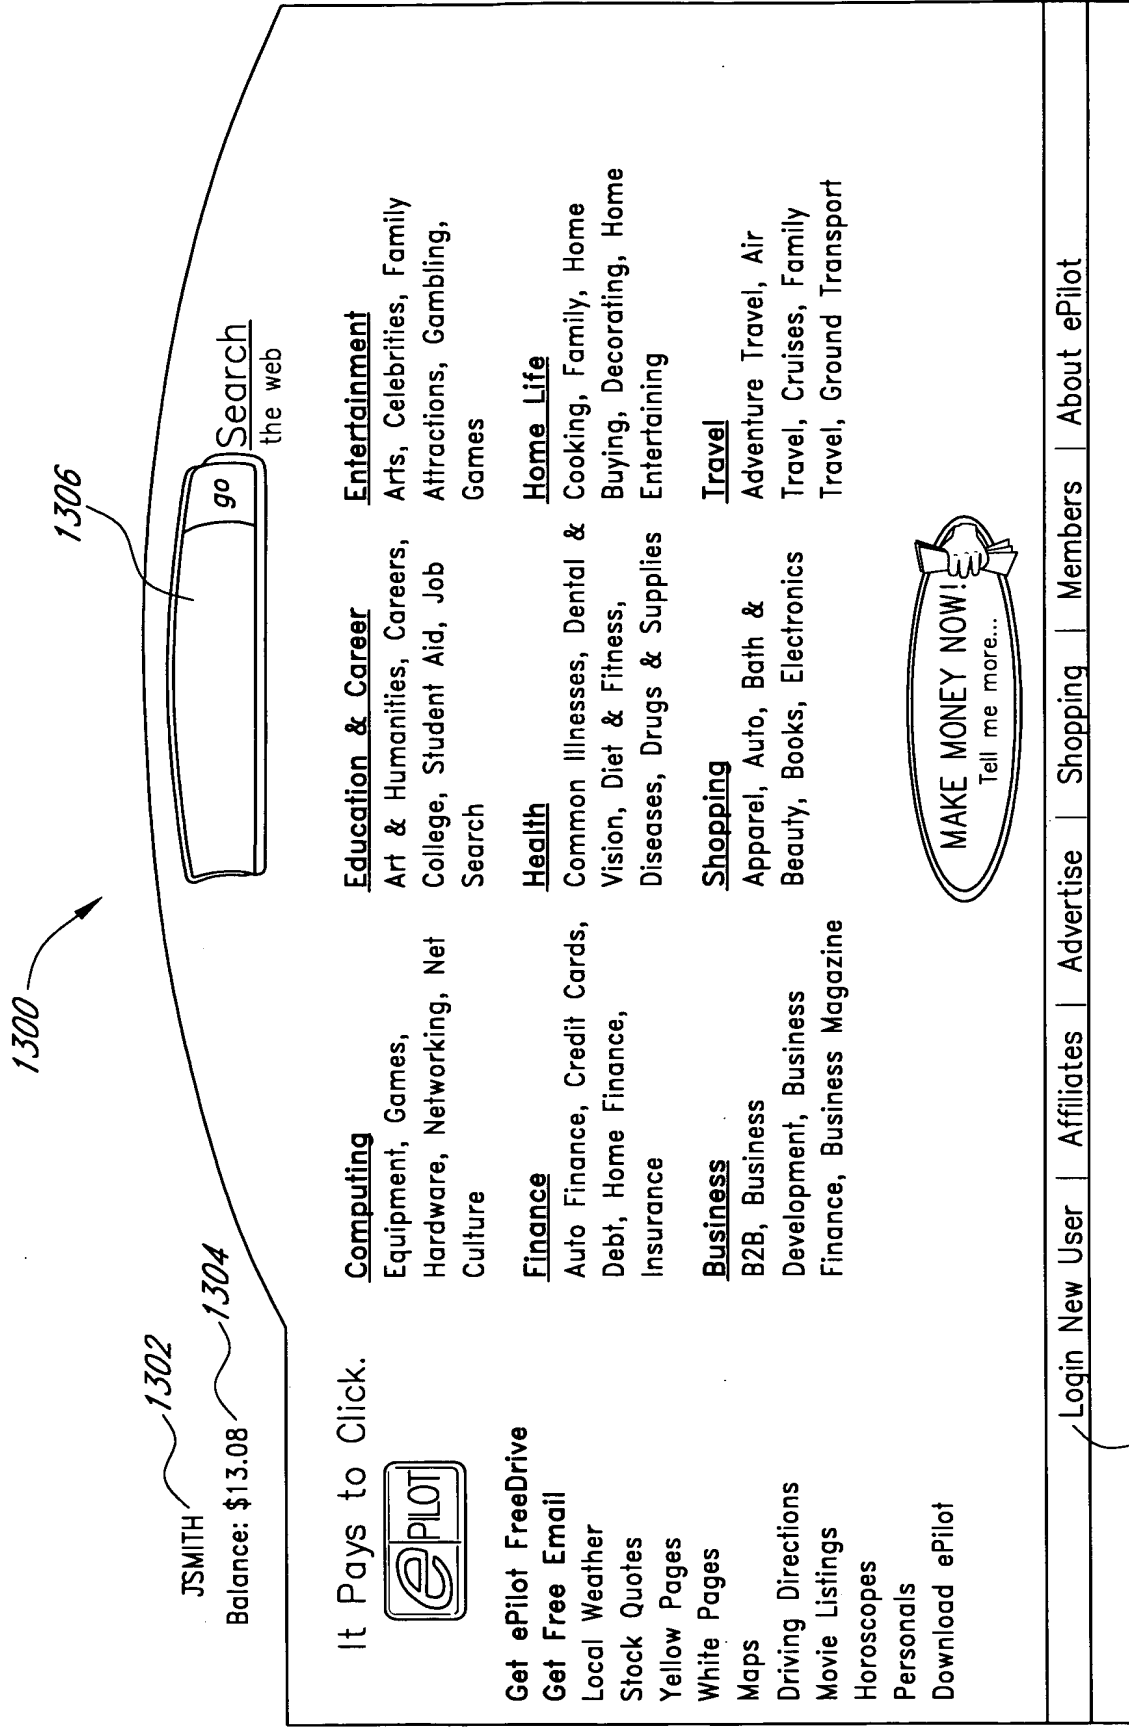 1300
1306
JSMITH
1302
Balance: $13.08
1304
go
Search
the web
It Pays to Click.
ePILOT
Get ePilot FreeDrive
Get Free Email
Local Weather
Stock Quotes
Yellow Pages
White Pages
Maps
Driving Directions
Movie Listings
Horoscopes
Personals
Download ePilot
Computing
Equipment, Games,
Hardware, Networking, Net
Culture
Education & Career
Art & Humanities, Careers,
College, Student Aid, Job
Search
Entertainment
Arts, Celebrities, Family
Attractions, Gambling,
Games
Finance
Auto Finance, Credit Cards,
Debt, Home Finance,
Insurance
Health
Common Illnesses, Dental &
Vision, Diet & Fitness,
Diseases, Drugs & Supplies
Home Life
Cooking, Family, Home
Buying, Decorating, Home
Entertaining
Business
B2B, Business
Development, Business
Finance, Business Magazine
Shopping
Apparel, Auto, Bath &
Beauty, Books, Electronics
Travel
Adventure Travel, Air
Travel, Cruises, Family
Travel, Ground Transport
MAKE MONEY NOW!
Tell me more...
Login New User | Affiliates | Advertise | Shopping | Members | About ePilot